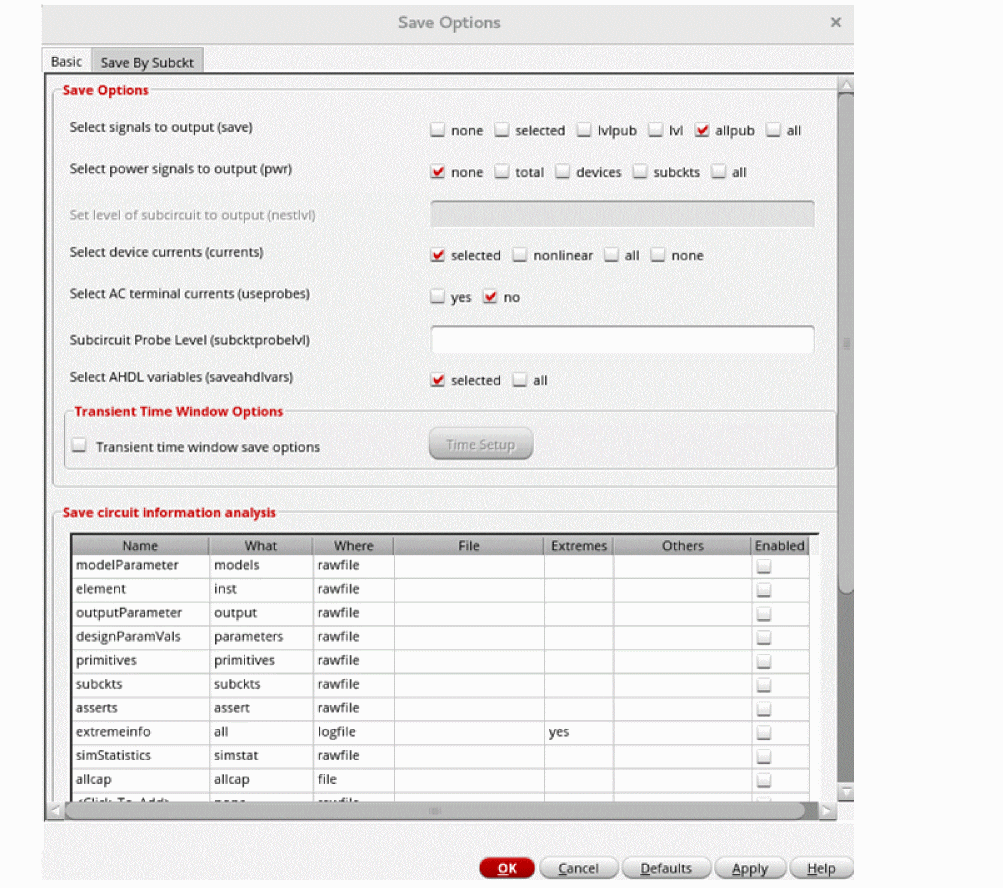 Save Options
Basic Save By Subckt
Save Options
Select signals to output (save) none selected lvlpub lvl allpub all
Select power signals to output (pwr) none total devices subckts all
Set level of subcircuit to output (nestlvl)
Select device currents (currents) selected nonlinear all none
Select AC terminal currents (useprobes) yes no
Subcircuit Probe Level (subcktprobelvl)
Select AHDL variables (saveahdlvars) selected all
Transient Time Window Options
Transient time window save options Time Setup
Save circuit information analysis
Name What Where File Extremes Others Enabled
modelParameter models rawfile
element inst rawfile
outputParameter output rawfile
designParamVals parameters rawfile
primitives primitives rawfile
subckts subckts rawfile
asserts assert rawfile
extremeinfo all logfile yes
simStatistics simstat rawfile
allcap allcap file
<Click To Add> none rawfile
OK Cancel Defaults Apply Help